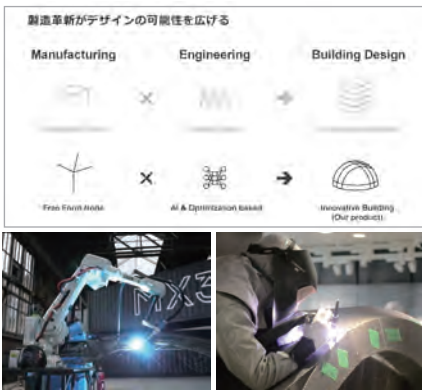 製造革新がデザインの可能性を広げる
Manufacturing Engineering Building Design
Free Form Node AI & Optimization based Innovative Building
(Our product)
MX3